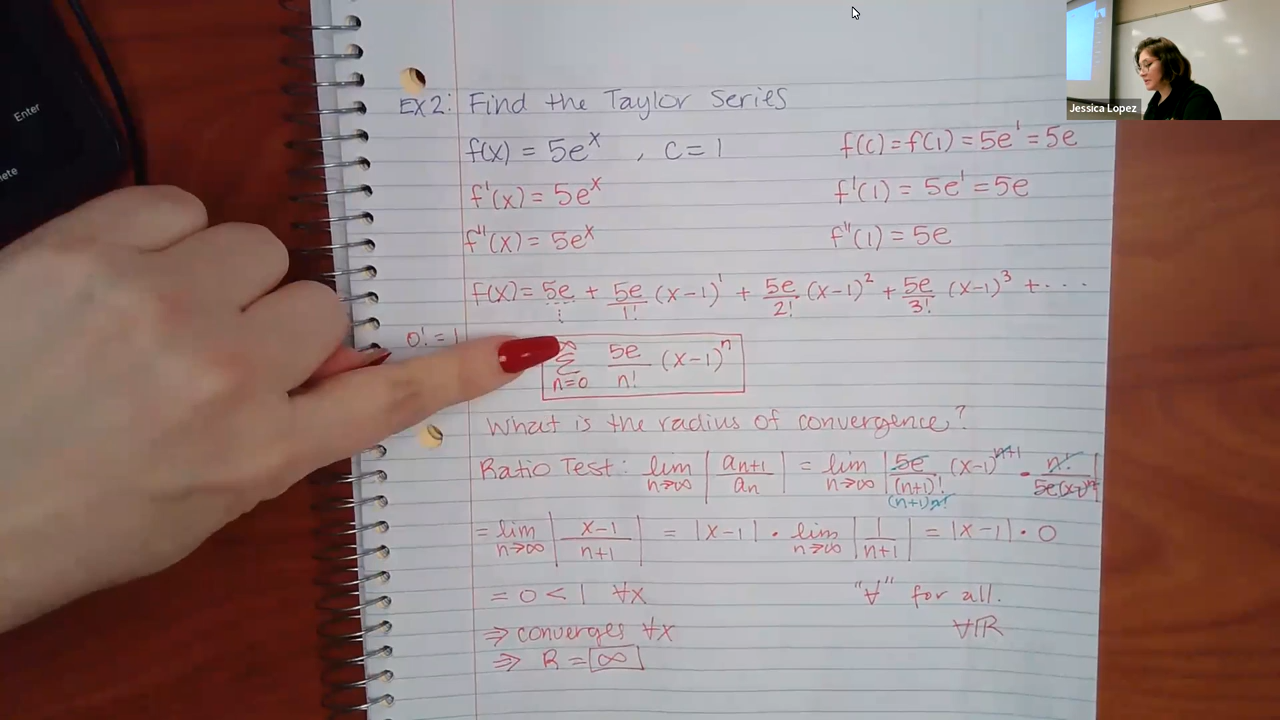 Enter
lete
Jessica Lopez
EX2: Find the Taylor Series
f(x) = 5e^x , c = 1
f(c) = f(1) = 5e^1 = 5e
f'(x) = 5e^x
f'(1) = 5e^1 = 5e
f''(x) = 5e^x
f''(1) = 5e
f(x) = 5e + 5e/1! (x-1)^1 + 5e/2! (x-1)^2 + 5e/3! (x-1)^3 + ...
0! = 1
∞ Σ n=0 5e/n! (x-1)^n
What is the radius of convergence?
Ratio Test: lim n→∞ | a_n+1 / a_n | = lim n→∞ | 5e/(n+1)! (x-1)^n+1 · n!/5e(x-1)^n |
(n+1)n!
= lim n→∞ | x-1 / n+1 | = |x-1| · lim n→∞ | 1 / n+1 | = |x-1| · 0
= 0 < 1 ∀x
"∀" for all.
⇒ converges ∀x
∀ℝ
⇒ R = ∞